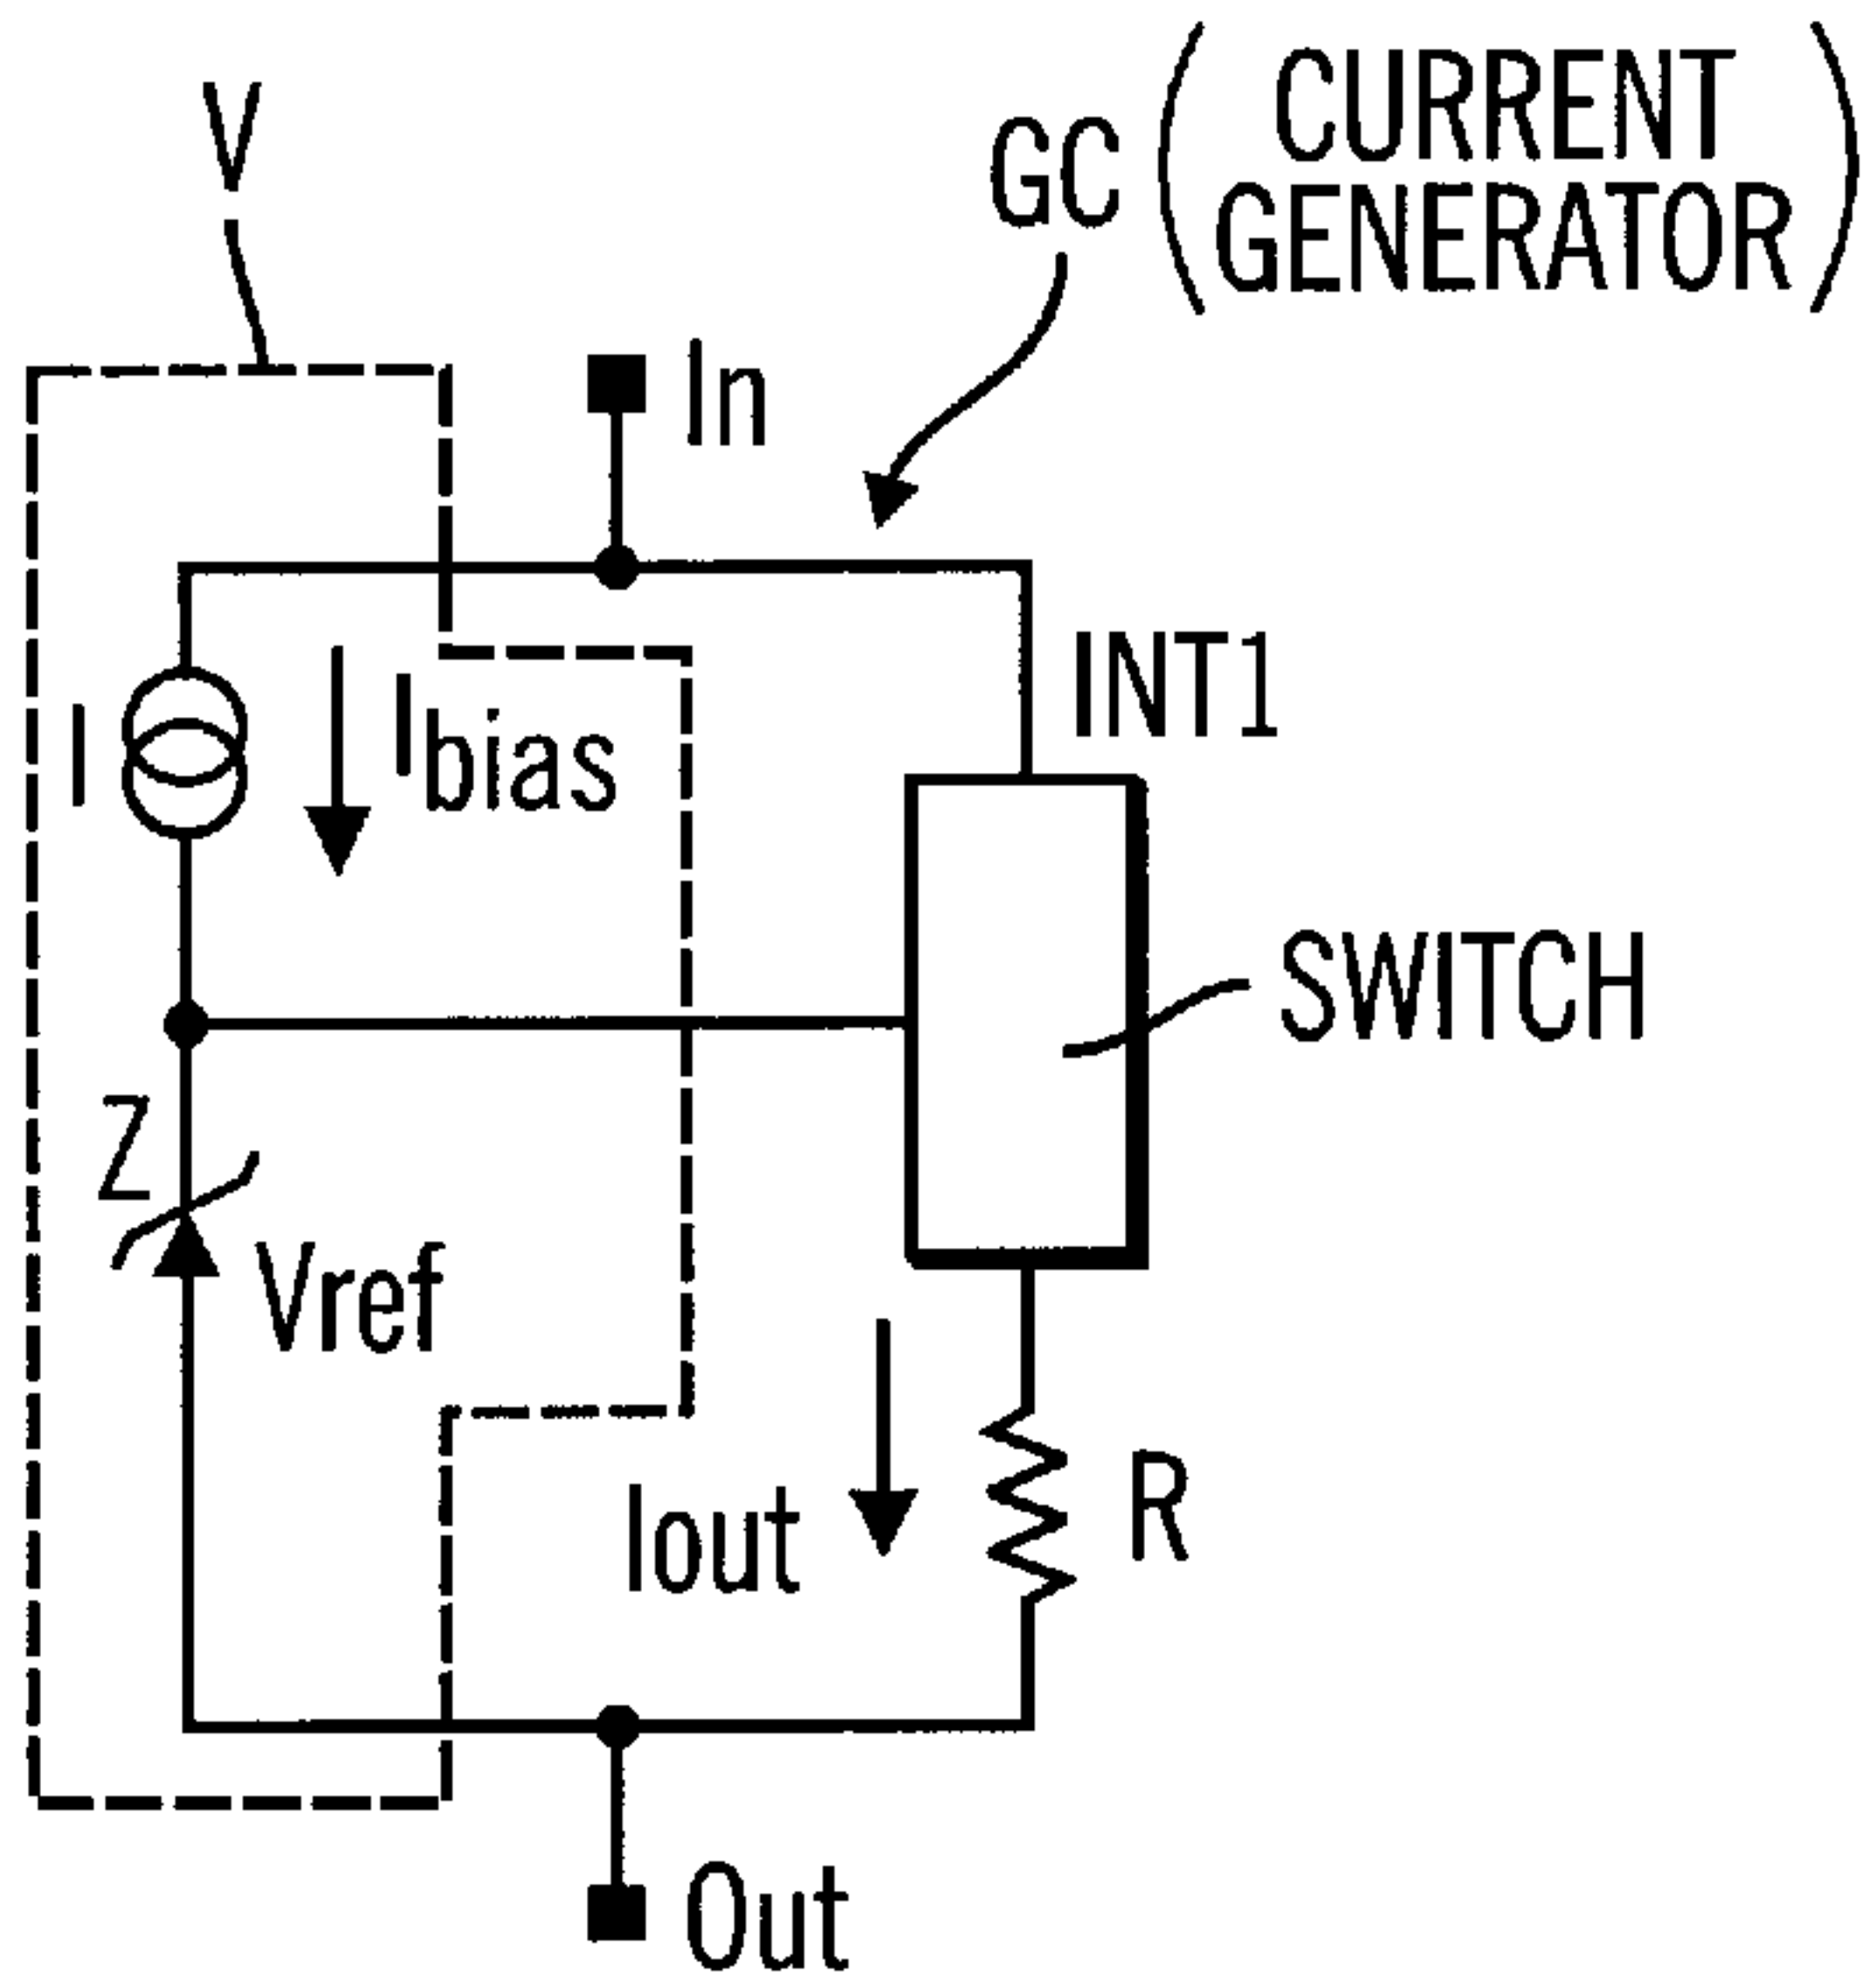 V
GC (CURRENT
GENERATOR)
In
INT1
I
Ibias
SWITCH
Z
Vref
Iout
R
Out